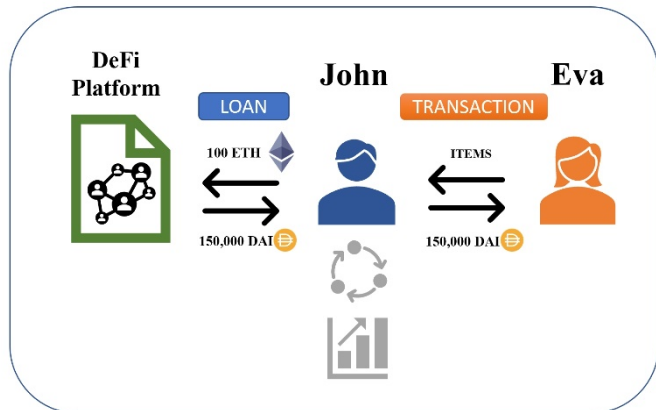 DeFi
Platform
John
Eva
LOAN
TRANSACTION
100 ETH
ITEMS
150,000 DAI
150,000 DAI